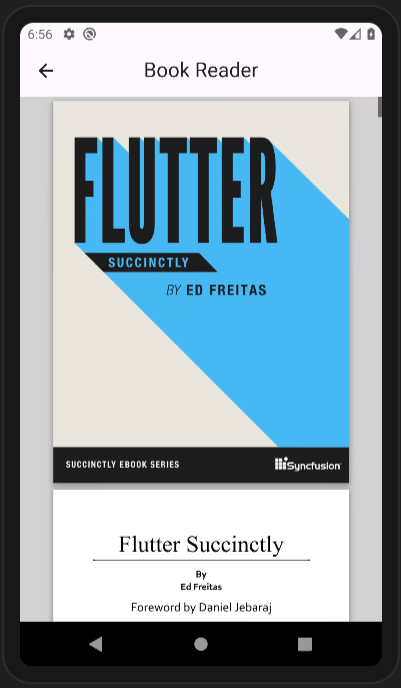 6:56
Book Reader
FLUTTER
SUCCINCTLY
BY ED FREITAS
SUCCINCTLY EBOOK SERIES
Syncfusion
Flutter Succinctly
By
Ed Freitas
Foreword by Daniel Jebaraj